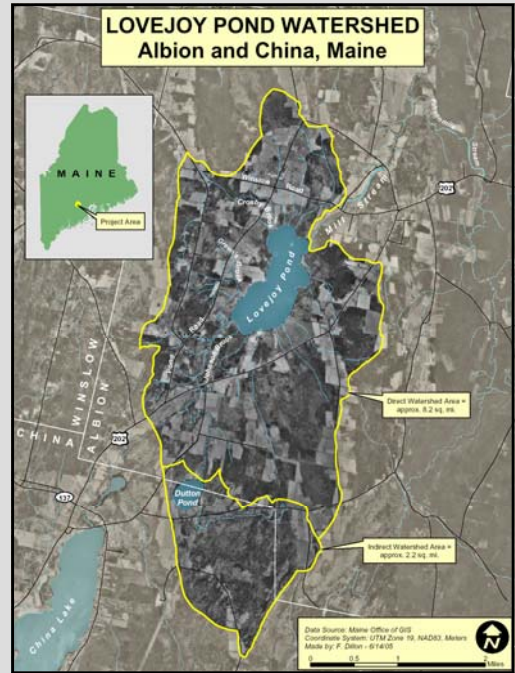 LOVEJOY POND WATERSHED
Albion and China, Maine
MAINE
Project Area
Winslow Road
Mill Stream
Stream
202
Lovejoy Pond
Direct Watershed Area =
approx. 8.2 sq. mi.
WINSLOW
ALBION
CHINA
202
137
Dutton
Pond
Indirect Watershed Area =
approx. 2.2 sq. mi.
China Lake
Data Source: Maine Office of GIS
Coordinate System: UTM Zone 19, NAD83, Meters
Made by: F. Dillon - 6/14/05
N
0 0.5 1 2
Miles